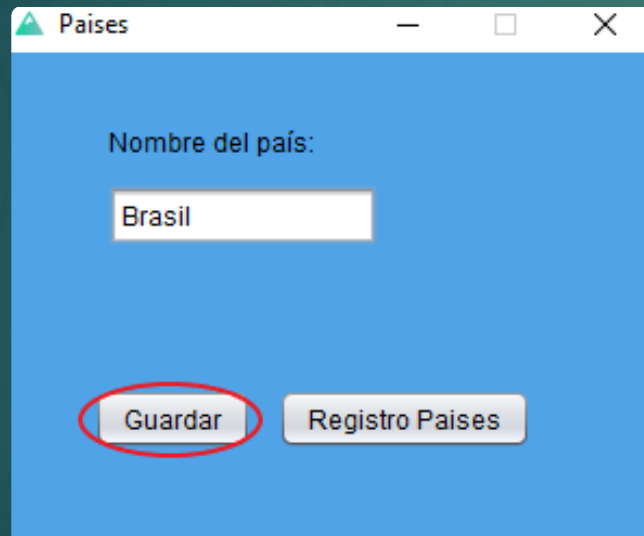 Paises
Nombre del país:
Brasil
Guardar
Registro Paises